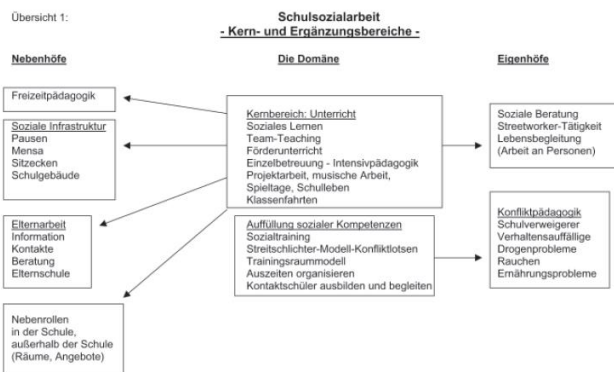 Übersicht 1:
Schulsozialarbeit
- Kern- und Ergänzungsbereiche -
Nebenhöfe
Die Domäne
Eigenhöfe
Freizeitpädagogik
Soziale Infrastruktur
Pausen
Mensa
Sitzecken
Schulgebäude
Elternarbeit
Information
Kontakte
Beratung
Elternschule
Nebenrollen
in der Schule,
außerhalb der Schule
(Räume, Angebote)
Kernbereich: Unterricht
Soziales Lernen
Team-Teaching
Förderunterricht
Einzelbetreuung - Intensivpädagogik
Projektarbeit, musische Arbeit,
Spieltage, Schulleben
Klassenfahrten
Auffüllung sozialer Kompetenzen
Sozialtraining
Streitschlichter-Modell-Konfliktlotsen
Trainingsraummodell
Auszeiten organisieren
Kontaktschüler ausbilden und begleiten
Soziale Beratung
Streetworker-Tätigkeit
Lebensbegleitung
(Arbeit an Personen)
Konfliktpädagogik
Schulverweigerer
Verhaltensauffällige
Drogenprobleme
Rauchen
Ernährungsprobleme